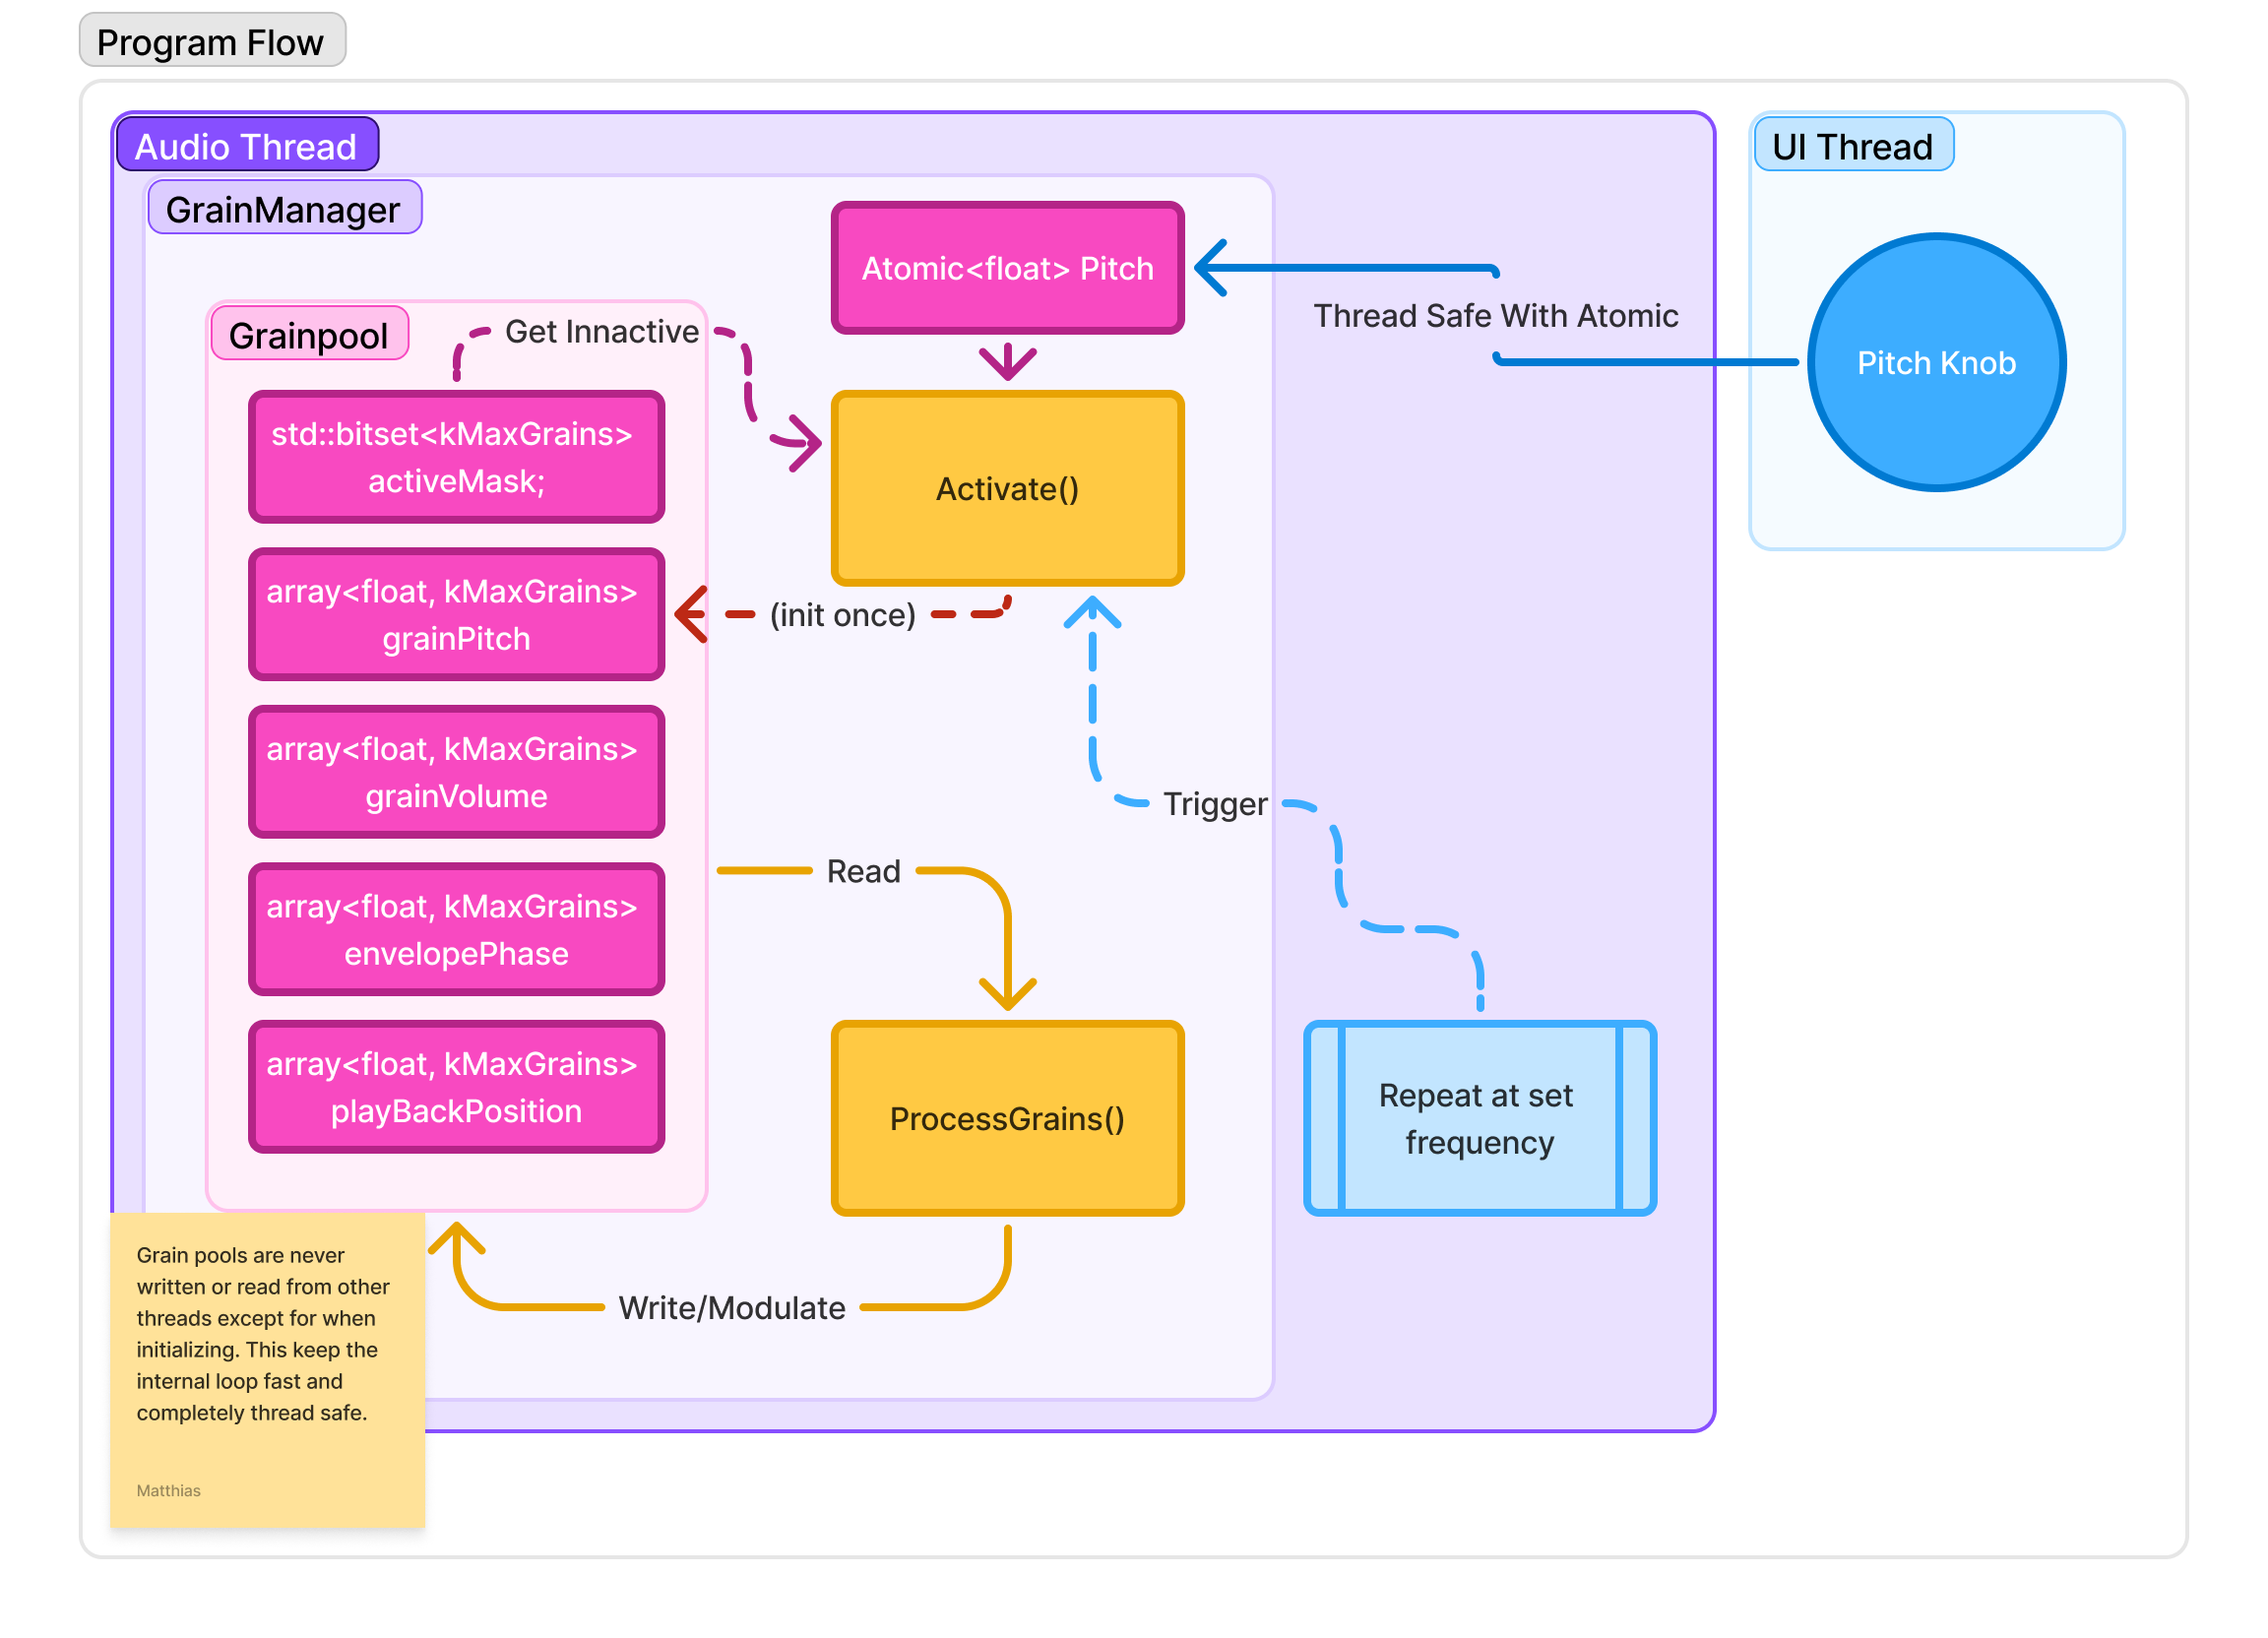 Program Flow
Audio Thread
UI Thread
GrainManager
Atomic<float> Pitch
Thread Safe With Atomic
Pitch Knob
Grainpool
Get Innactive
std::bitset<kMaxGrains>
activeMask;
Activate()
array<float, kMaxGrains>
grainPitch
(init once)
array<float, kMaxGrains>
grainVolume
Trigger
Read
array<float, kMaxGrains>
envelopePhase
array<float, kMaxGrains>
playBackPosition
ProcessGrains()
Repeat at set
frequency
Write/Modulate
Grain pools are never
written or read from other
threads except for when
initializing. This keep the
internal loop fast and
completely thread safe.
Matthias